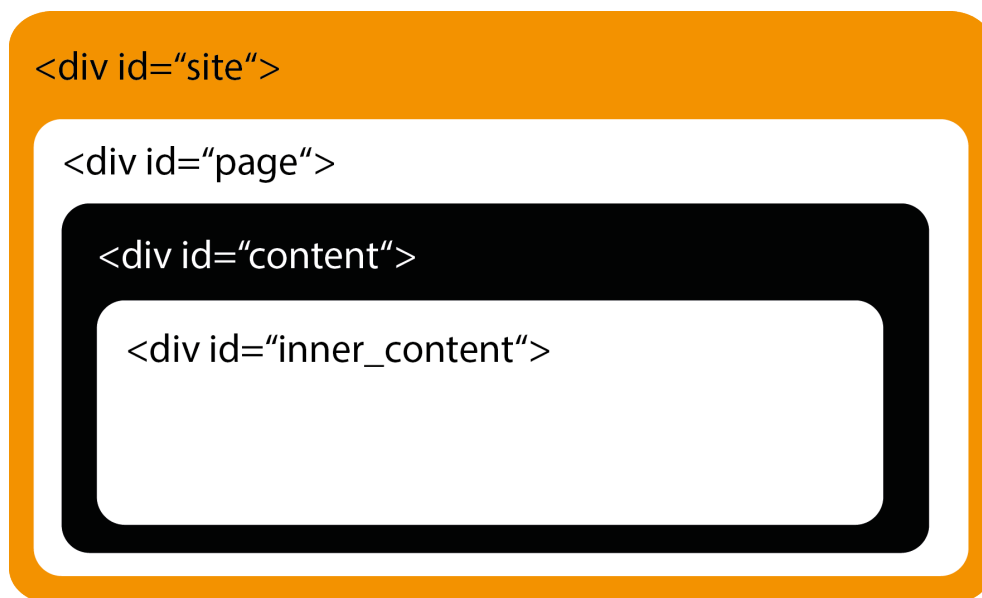 <div id=“site“>
<div id=“page“>
<div id=“content“>
<div id=“inner_content“>